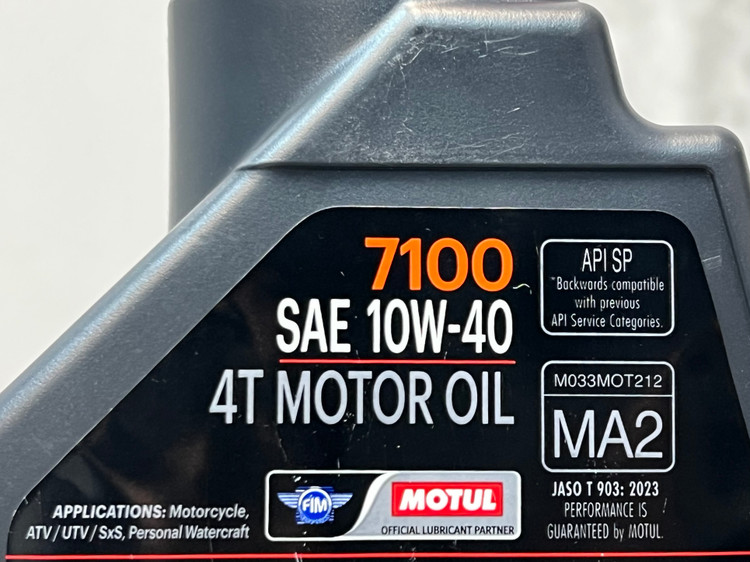 7100
SAE 10W-40
4T MOTOR OIL
API SP
"Backwards compatible
with previous
API Service Categories.
M033MOT212
MA2
JASO T 903: 2023
PERFORMANCE IS
GUARANTEED by MOTUL.
FIM
MOTUL
OFFICIAL LUBRICANT PARTNER
APPLICATIONS: Motorcycle,
ATV / UTV / SxS, Personal Watercraft